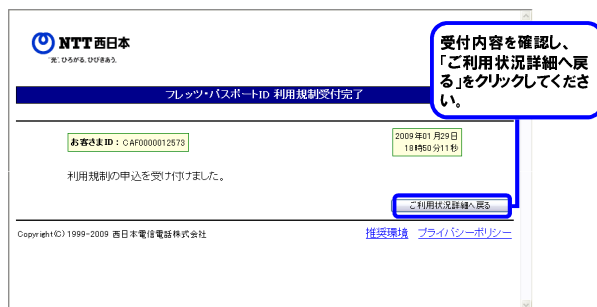 NTT西日本
光、ひろがる。ひびきあう。
フレッツ・パスポートID 利用規制受付完了
お客さまID: CAF0000012573
2009年01月29日
18時50分11秒
利用規制の申込を受け付けました。
ご利用状況詳細へ戻る
Copyright(C) 1999-2009 西日本電信電話株式会社
推奨環境 プライバシーポリシー
受付内容を確認し、
「ご利用状況詳細へ戻
る」をクリックしてくださ
い。